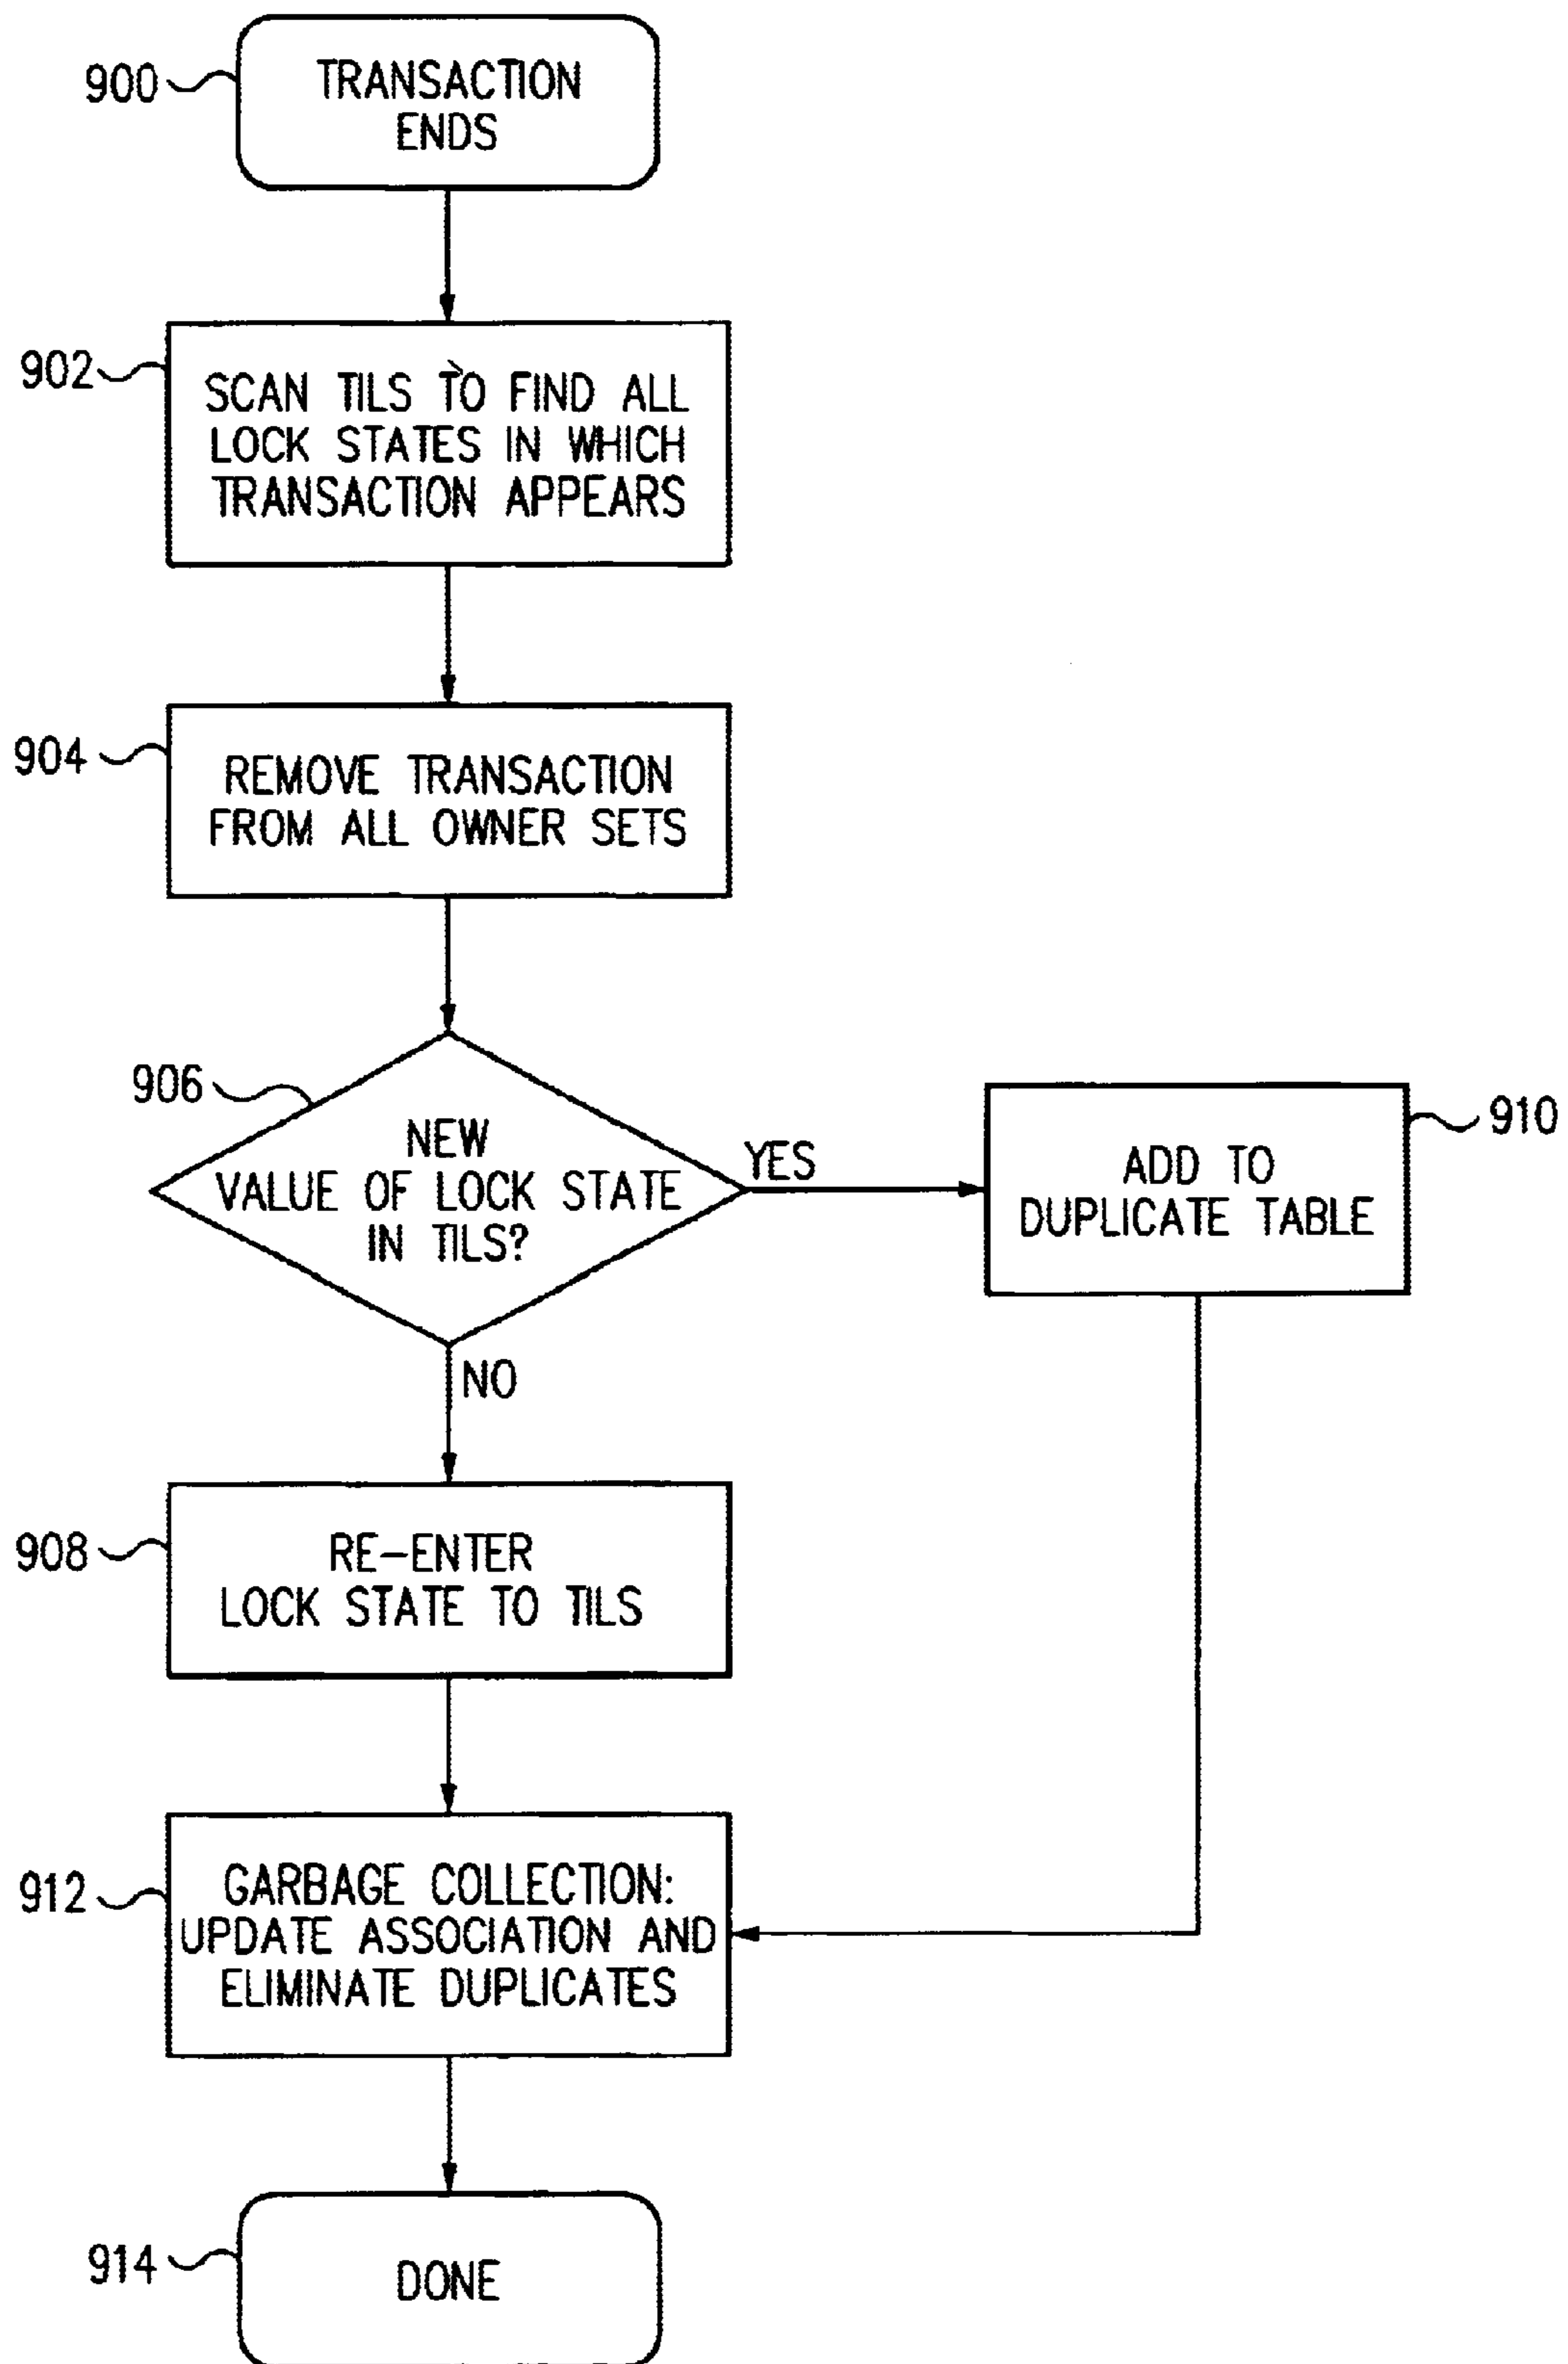 900
TRANSACTION
ENDS
902
SCAN TILS TO FIND ALL
LOCK STATES IN WHICH
TRANSACTION APPEARS
904
REMOVE TRANSACTION
FROM ALL OWNER SETS
906
NEW
VALUE OF LOCK STATE
IN TILS?
YES
910
ADD TO
DUPLICATE TABLE
NO
908
RE-ENTER
LOCK STATE TO TILS
912
GARBAGE COLLECTION:
UPDATE ASSOCIATION AND
ELIMINATE DUPLICATES
914
DONE